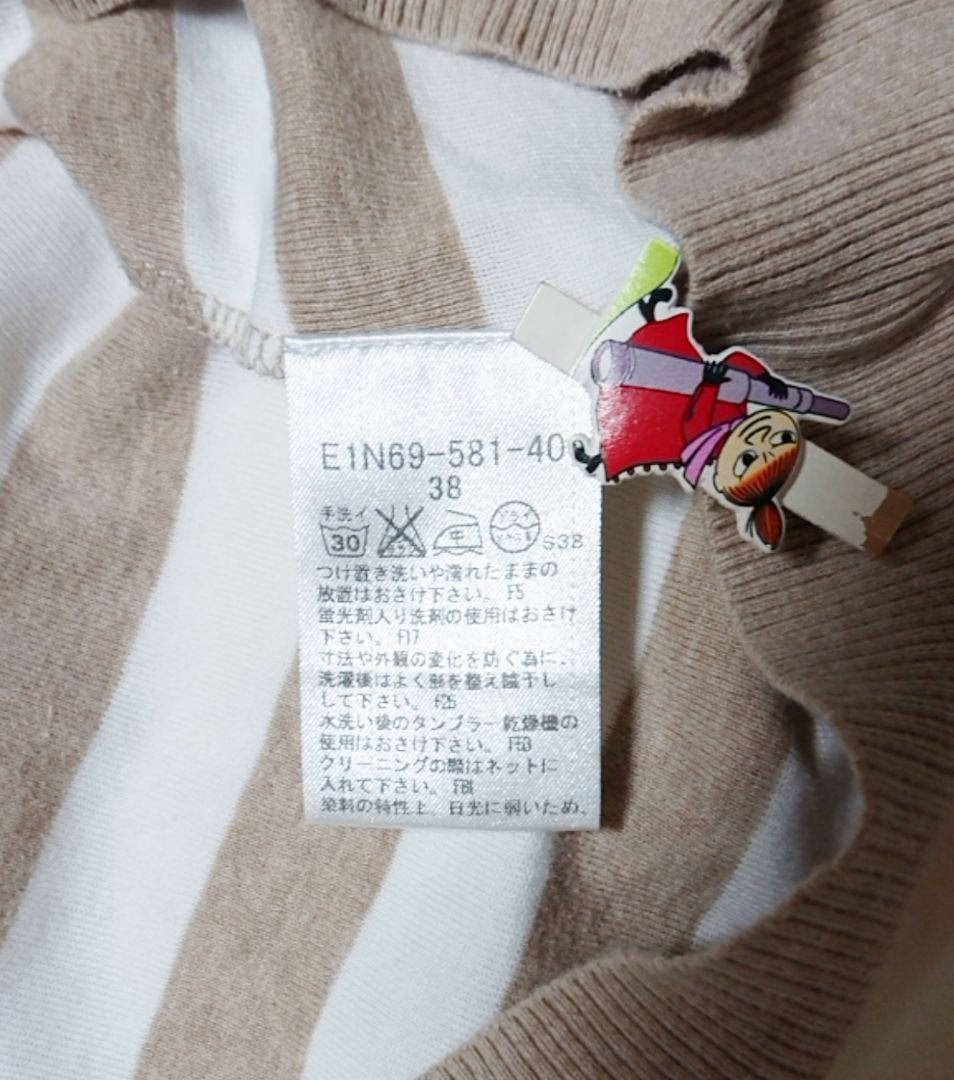 E1N69-581-40
38
手洗イ
30
中
ドライ
S38
つけ置き洗いや濡れたままの
放置はおさけ下さい。 F5
蛍光剤入り洗剤の使用はおさけ
下さい。 f17
寸法や外観の変化を防ぐ為に、
洗濯後はよく形を整え陰干し
して下さい。 f25
水洗い後のタンブラー乾燥機の
使用はおさけ下さい。
クリーニングの際はネットに
入れて下さい。
染料の特性上、日光に弱いため、